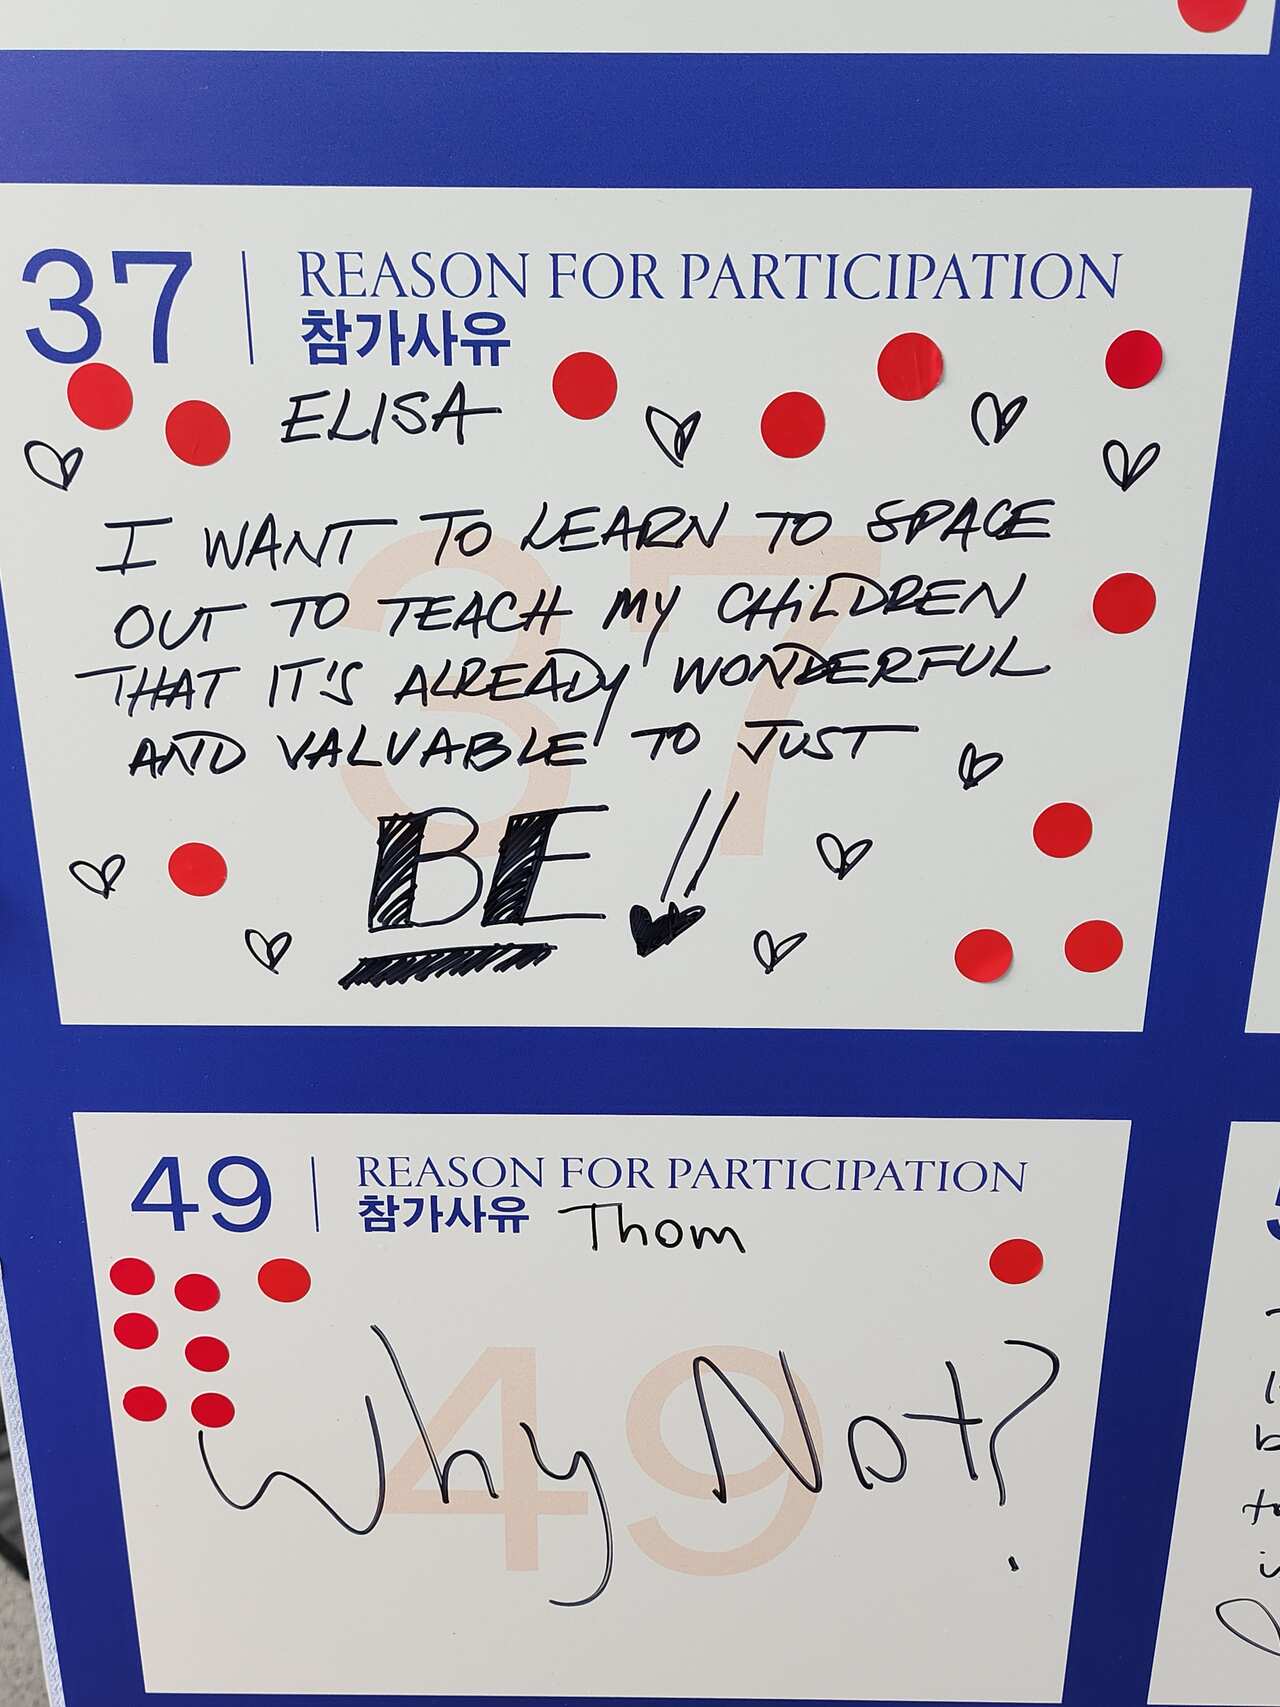 37
REASON FOR PARTICIPATION
참가사유
ELISA
I WANT TO LEARN TO SPACE
OUT TO TEACH MY CHILDREN
THAT IT'S ALREADY WONDERFUL
AND VALUABLE TO JUST
BE!!
37
49
REASON FOR PARTICIPATION
참가사유 Thom
Why Not?
49